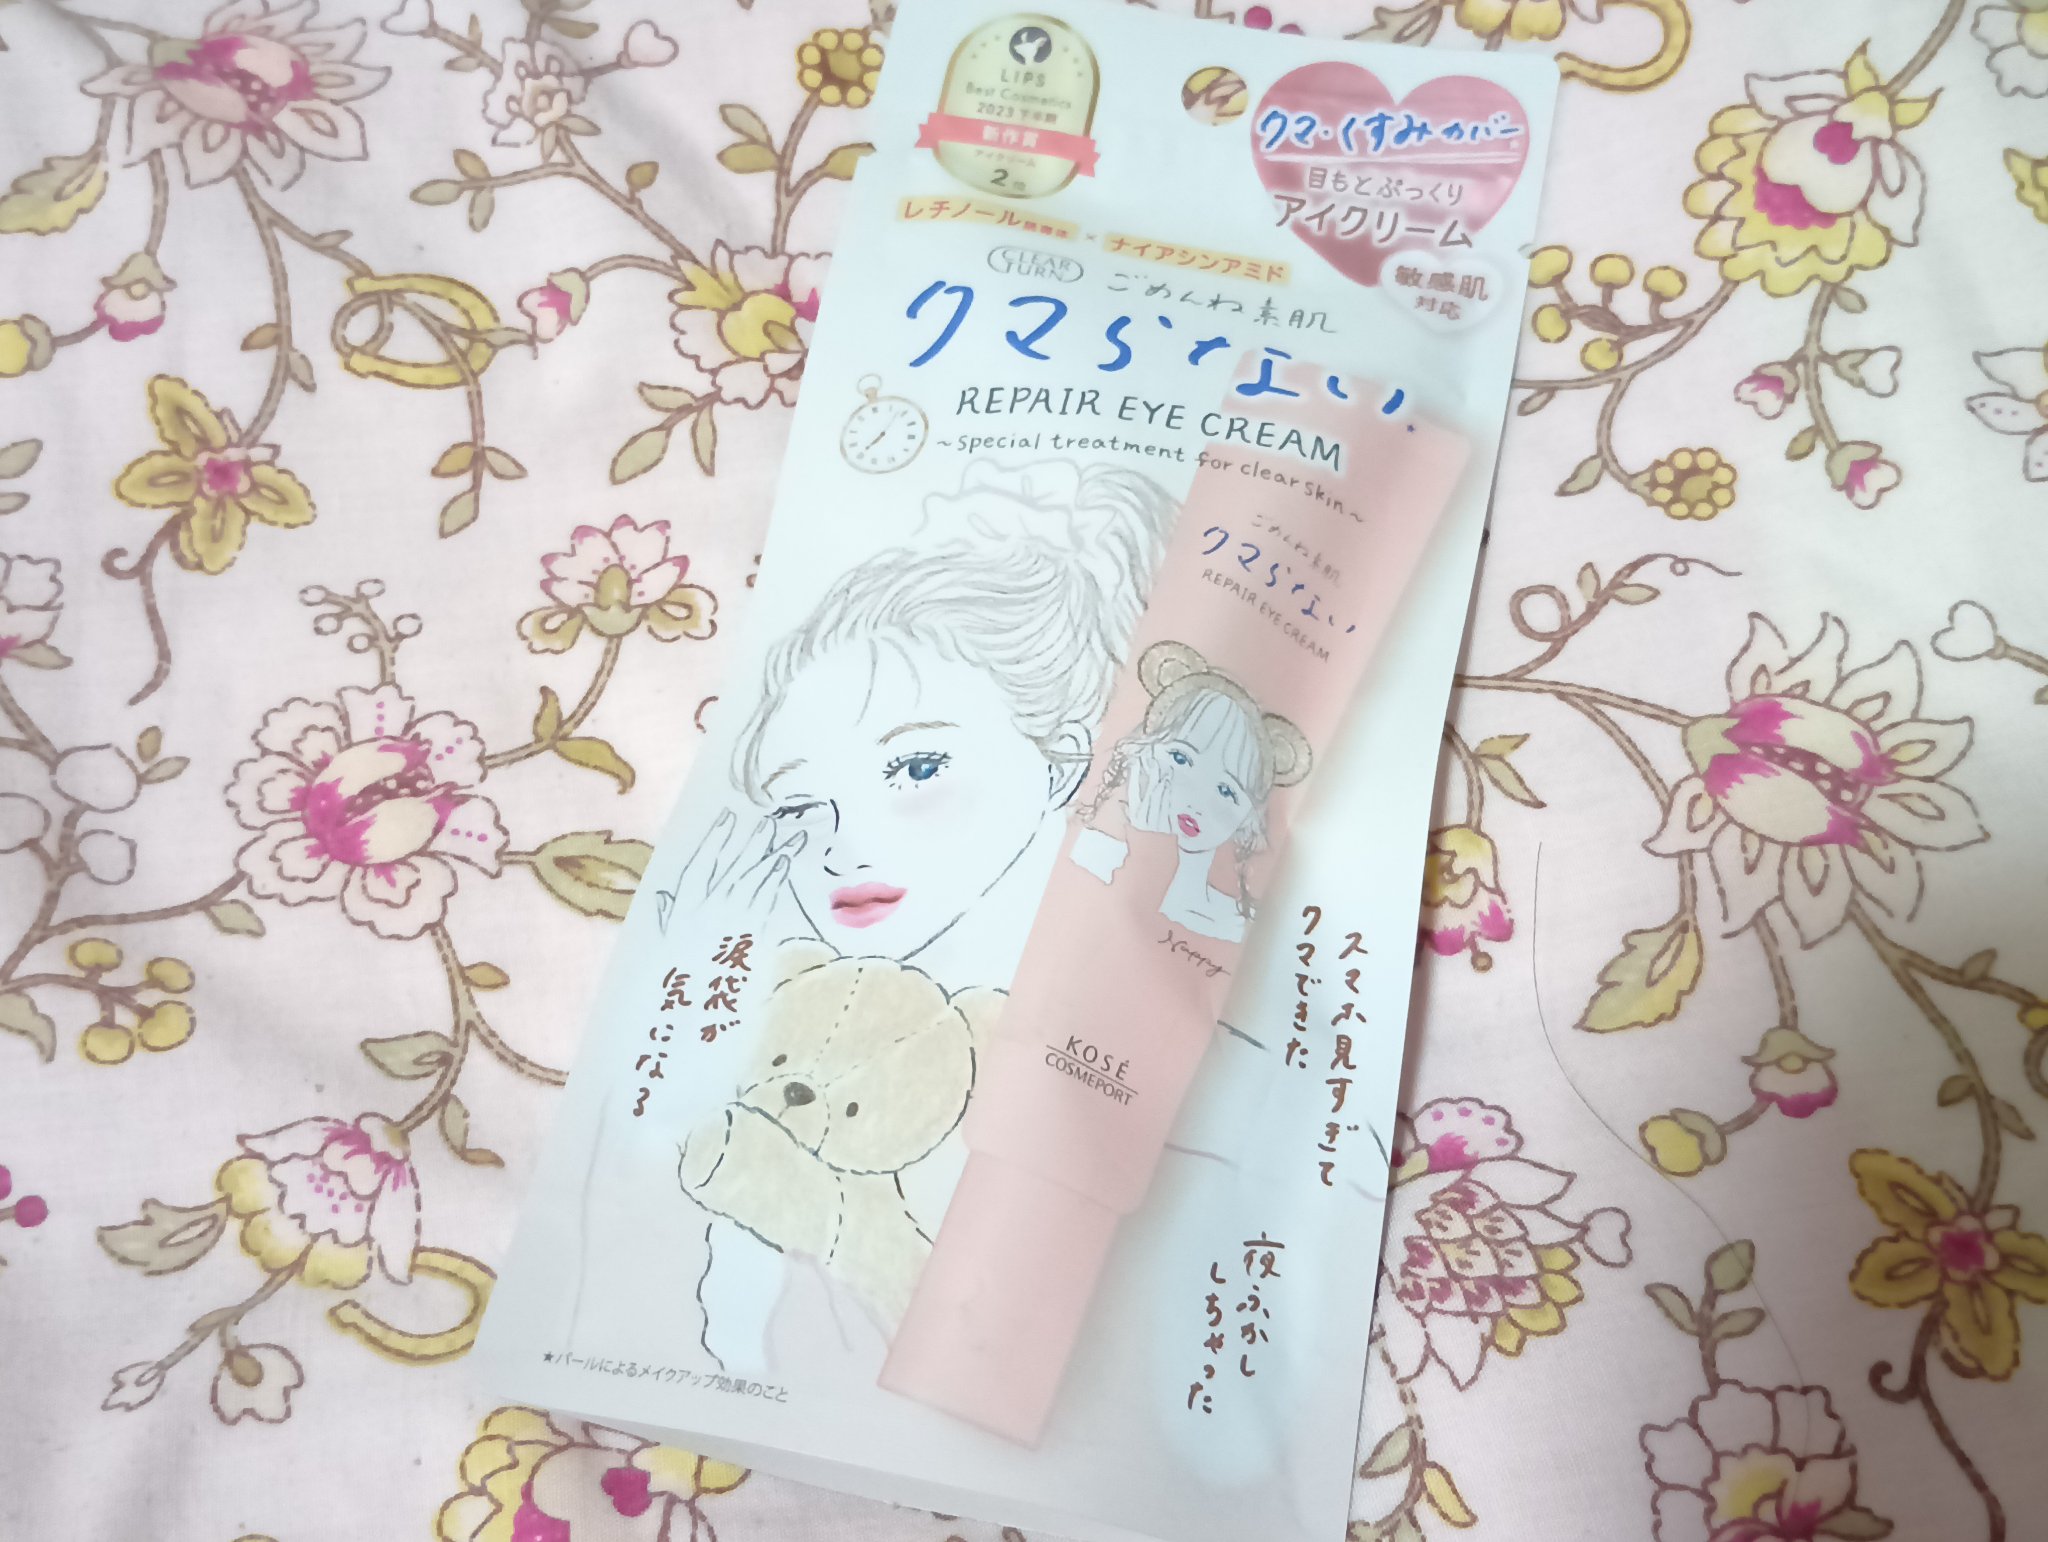 LIPS
Best Cosmetics
2023 下半期
新作賞
アイクリーム
2位
クマ・くすみカバー★
目もとぷっくり
アイクリーム
敏感肌
対応
レチノール誘導体 × ナイアシンアミド
CLEAR
TURN
ごめんね素肌
クマらない★
REPAIR EYE CREAM
~special treatment for clear skin~
ごめんね素肌
クマらない
REPAIR EYE CREAM
Happy
KOSÉ
COSMEPORT
涙袋が
気になる
スマホ見すぎて
クマできた
夜ふかし
しちゃった
★パールによるメイクアップ効果のこと